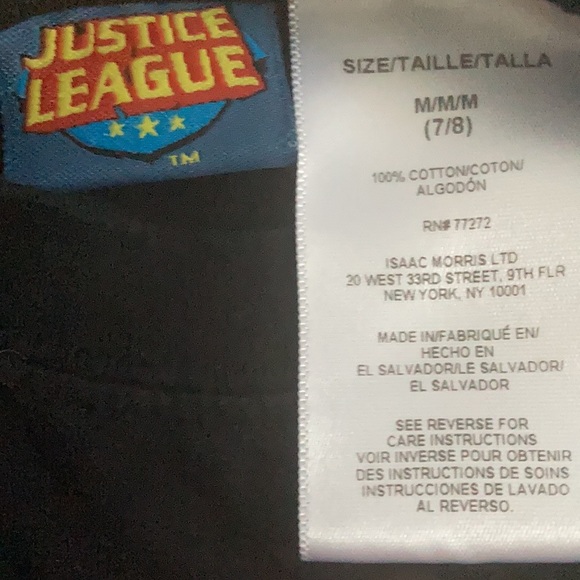 JUSTICE
LEAGUE
TM
SIZE/TAILLE/TALLA
M/M/M
(7/8)
100% COTTON/COTON/
ALGODÓN
RN# 77272
ISAAC MORRIS LTD
20 WEST 33RD STREET, 9TH FLR
NEW YORK, NY 10001
MADE IN/FABRIQUÉ EN/
HECHO EN
EL SALVADOR/LE SALVADOR/
EL SALVADOR
SEE REVERSE FOR
CARE INSTRUCTIONS
VOIR INVERSE POUR OBTENIR
DES INSTRUCTIONS DE SOINS
INSTRUCCIONES DE LAVADO
AL REVERSO.